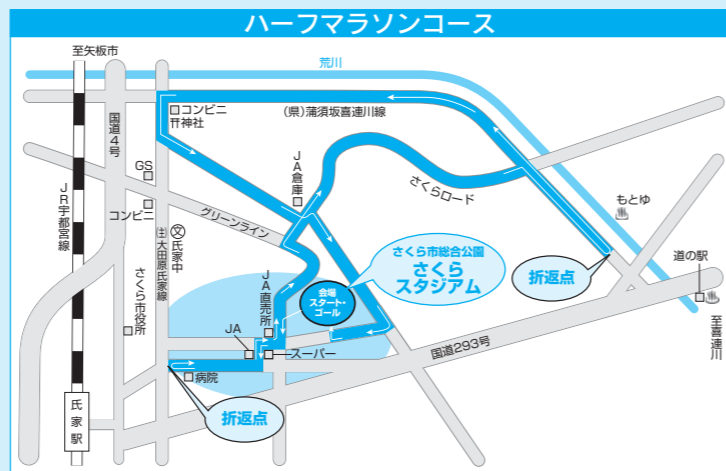 ハーフマラソンコース
至矢板市
荒川
国道4号
コンビニ
神社
(県)蒲須坂喜連川線
GS
コンビニ
JR宇都宮線
グリーンライン
JA倉庫
さくらロード
もとゆ
道の駅
至喜連川
文
氏家中
(主)大田原氏家線
さくら市役所
JA直売所
会場
スタート・
ゴール
さくら市総合公園
さくら
スタジアム
折返点
JA
スーパー
国道293号
病院
折返点
氏家駅